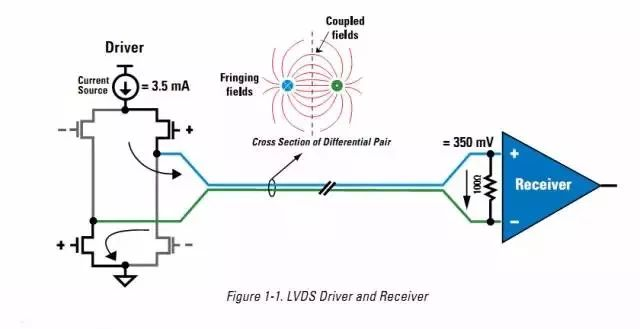 Driver
Current
Source
= 3.5 mA
Coupled
fields
Fringing
fields
Cross Section of Differential Pair
= 350 mV
100Ω
+
−
Receiver
−
+
+
−
Figure 1-1. LVDS Driver and Receiver